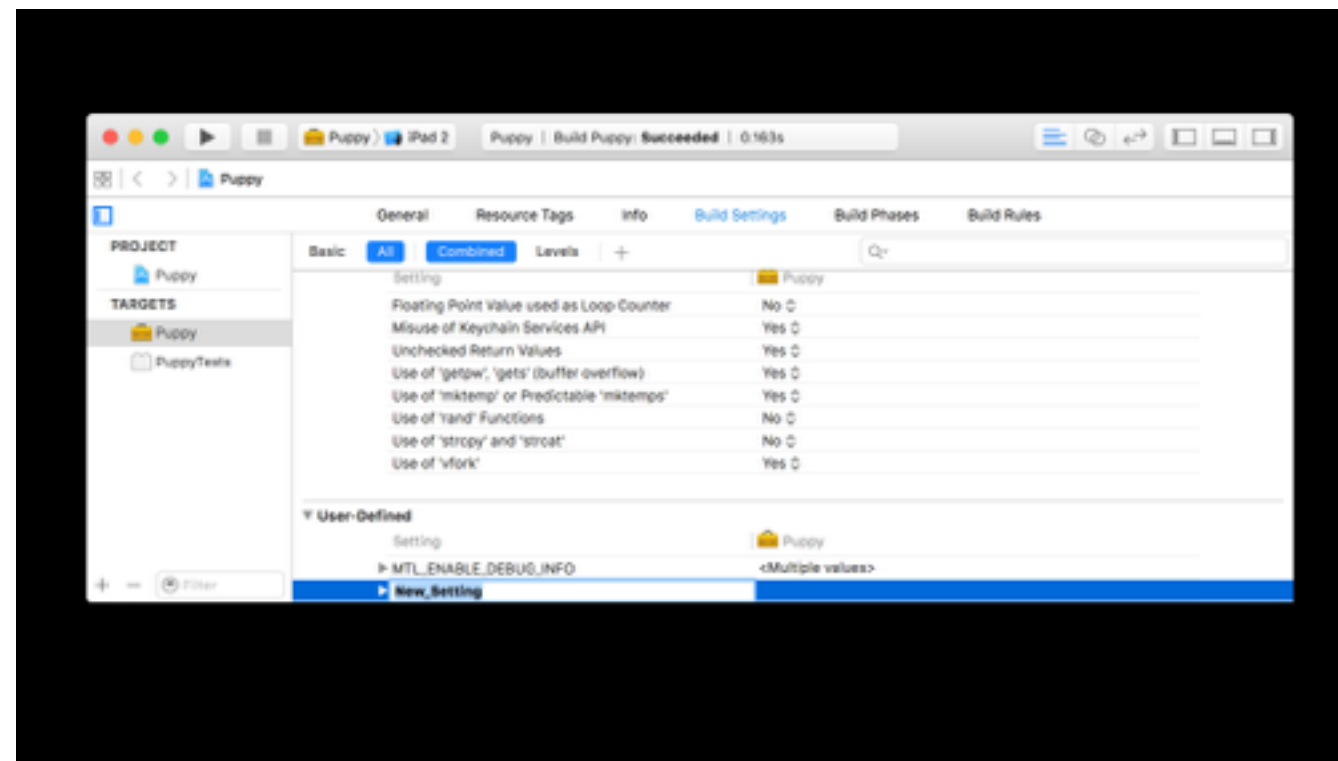 Puppy iPad 2 Puppy | Build Puppy: Succeeded | 0.163s
Puppy
General Resource Tags Info Build Settings Build Phases Build Rules
PROJECT
Puppy
TARGETS
Puppy
PuppyTests
Filter
Basic All Combined Levels
Setting Puppy
Floating Point Value used as Loop Counter No
Misuse of Keychain Services API Yes
Unchecked Return Values Yes
Use of 'getpw', 'gets' (buffer overflow) Yes
Use of 'mktemp' or Predictable 'mktemps' Yes
Use of 'rand' Functions No
Use of 'strcpy' and 'strcat' No
Use of 'vfork' Yes
User-Defined
Setting Puppy
MTL_ENABLE_DEBUG_INFO <Multiple values>
New_Setting